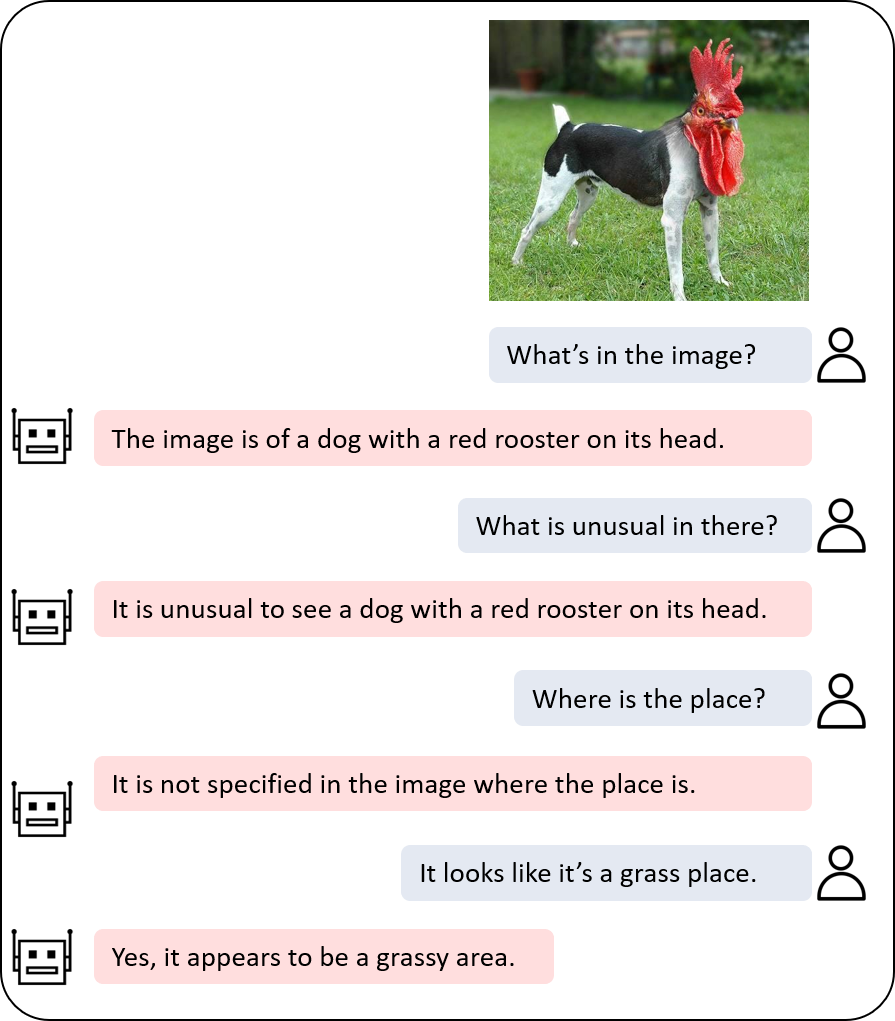 What’s in the image?
The image is of a dog with a red rooster on its head.
What is unusual in there?
It is unusual to see a dog with a red rooster on its head.
Where is the place?
It is not specified in the image where the place is.
It looks like it’s a grass place.
Yes, it appears to be a grassy area.